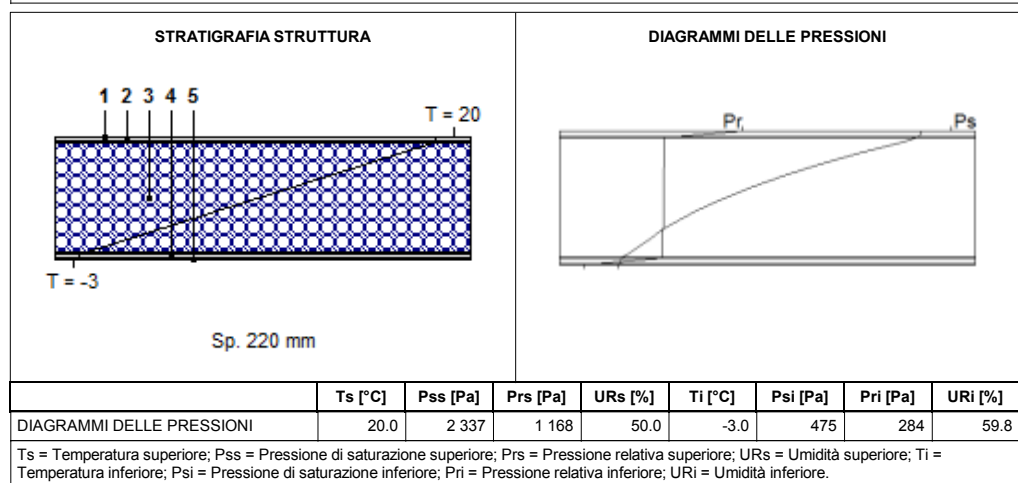 STRATIGRAFIA STRUTTURA
DIAGRAMMI DELLE PRESSIONI
1 2 3 4 5
T = 20
T = -3
Sp. 220 mm
Pr
Ps
Ts [°C] Pss [Pa] Prs [Pa] URs [%] Ti [°C] Psi [Pa] Pri [Pa] URi [%]
DIAGRAMMI DELLE PRESSIONI 20.0 2 337 1 168 50.0 -3.0 475 284 59.8
Ts = Temperatura superiore; Pss = Pressione di saturazione superiore; Prs = Pressione relativa superiore; URs = Umidità superiore; Ti =
Temperatura inferiore; Psi = Pressione di saturazione inferiore; Pri = Pressione relativa inferiore; URi = Umidità inferiore.